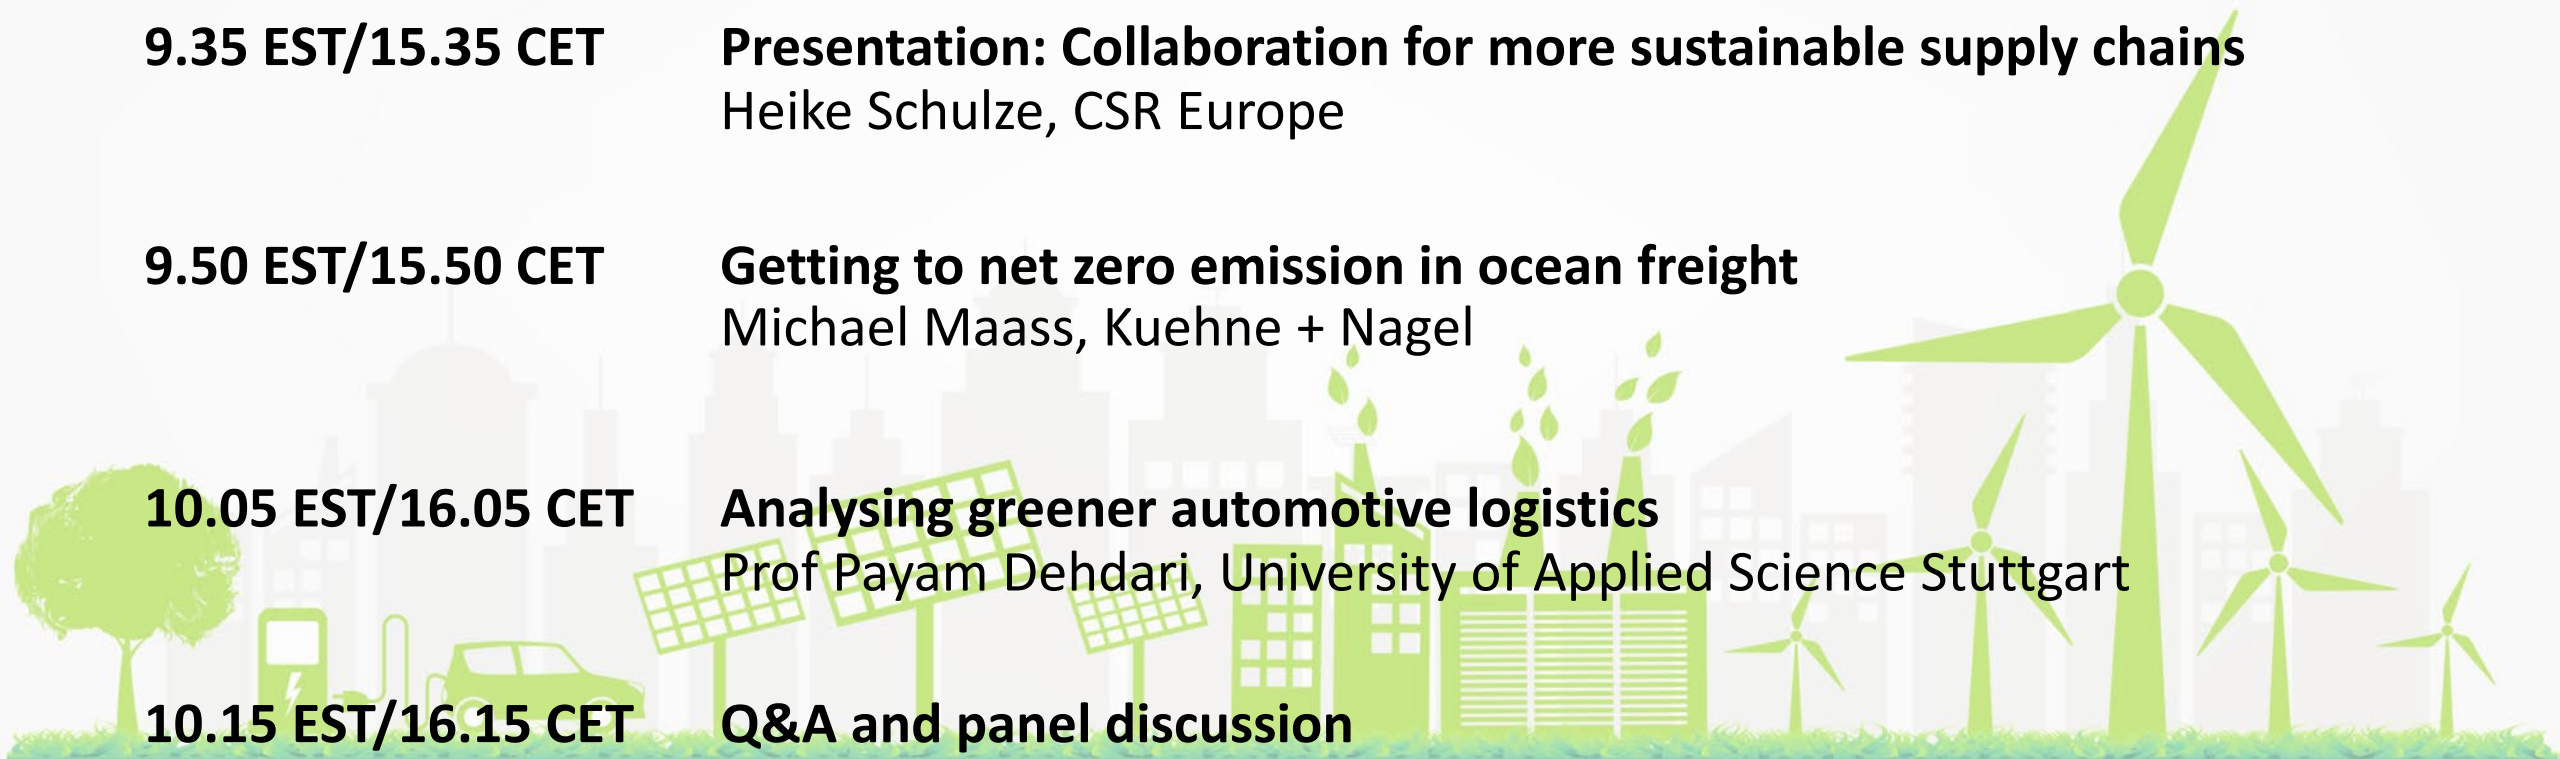 9.35 EST/15.35 CET Presentation: Collaboration for more sustainable supply chains
Heike Schulze, CSR Europe
9.50 EST/15.50 CET Getting to net zero emission in ocean freight
Michael Maass, Kuehne + Nagel
10.05 EST/16.05 CET Analysing greener automotive logistics
Prof Payam Dehdari, University of Applied Science Stuttgart
10.15 EST/16.15 CET Q&A and panel discussion